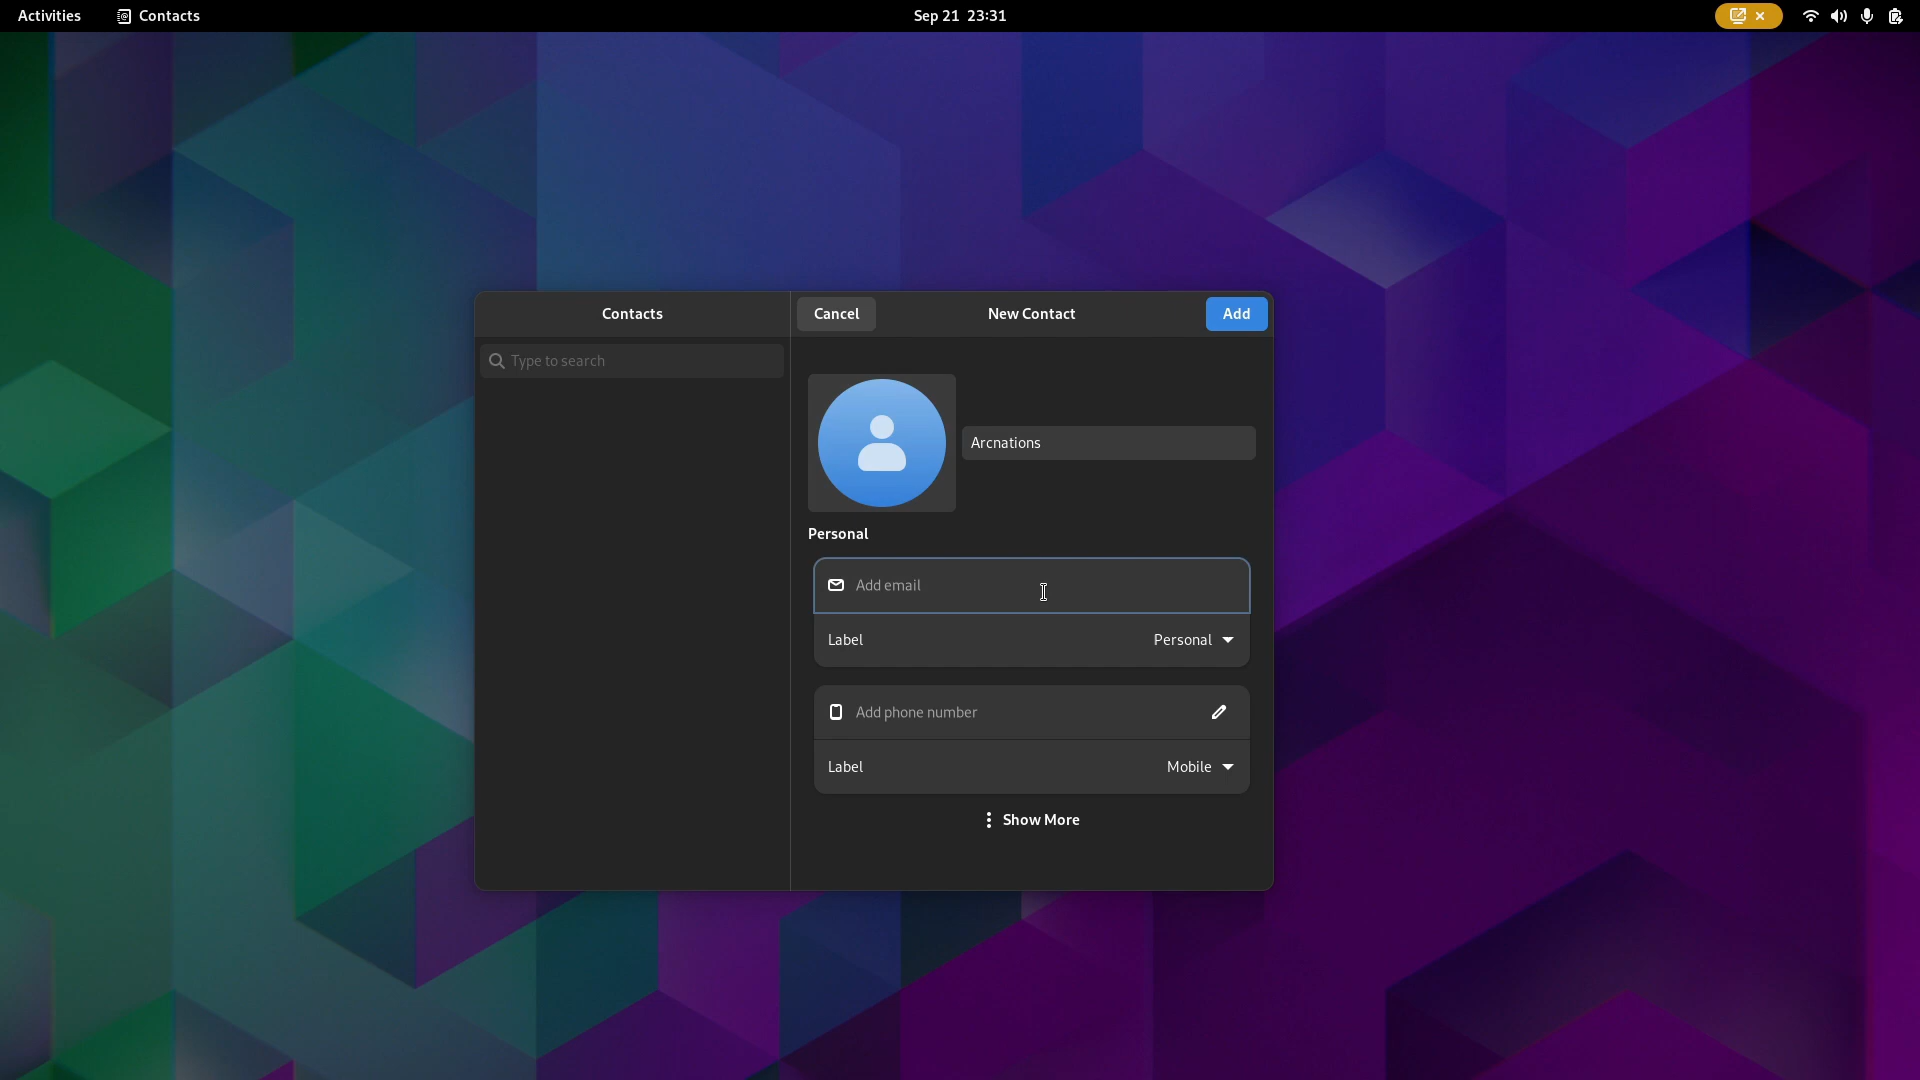 Activities
Contacts
Sep 21 23:31
Contacts
Cancel
New Contact
Add
Type to search
Arcnations
Personal
Add email
Label
Personal
Add phone number
Label
Mobile
Show More